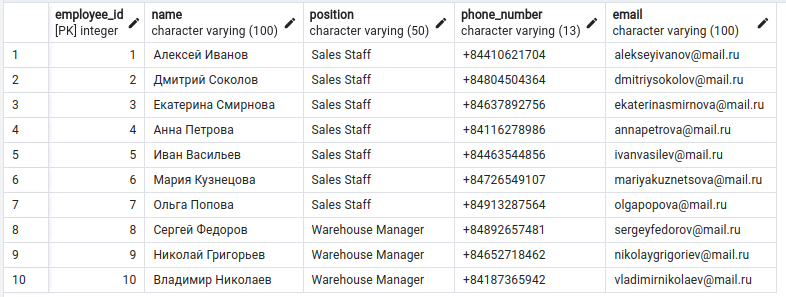 employee_id name position phone_number email
[PK] integer character varying (100) character varying (50) character varying (13) character varying (100)
1 1 Алексей Иванов Sales Staff +84410621704 alekseyivanov@mail.ru
2 2 Дмитрий Соколов Sales Staff +84804504364 dmitriysokolov@mail.ru
3 3 Екатерина Смирнова Sales Staff +84637892756 ekaterinasmirnova@mail.ru
4 4 Анна Петрова Sales Staff +84116278986 annapetrova@mail.ru
5 5 Иван Васильев Sales Staff +84463544856 ivanvasilev@mail.ru
6 6 Мария Кузнецова Sales Staff +84726549107 mariyakuznetsova@mail.ru
7 7 Ольга Попова Sales Staff +84913287564 olgapopova@mail.ru
8 8 Сергей Федоров Warehouse Manager +84892657481 sergeyfedorov@mail.ru
9 9 Николай Григорьев Warehouse Manager +84652718462 nikolaygrigoriev@mail.ru
10 10 Владимир Николаев Warehouse Manager +84187365942 vladimirnikolaev@mail.ru